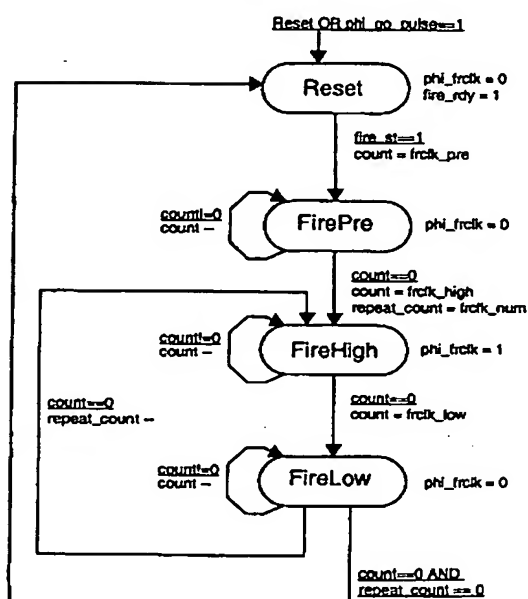 Reset OR phi_go_pulse==1
Reset
phi_frclk = 0
fire_rdy = 1
fire_st==1
count = frclk_pre
count!=0
count --
FirePre
phi_frclk = 0
count==0
count = frclk_high
repeat_count = frclk_num
count!=0
count --
FireHigh
phi_frclk = 1
count==0
repeat_count --
count==0
count = frclk_low
count!=0
count --
FireLow
phi_frclk = 0
count==0 AND
repeat_count == 0